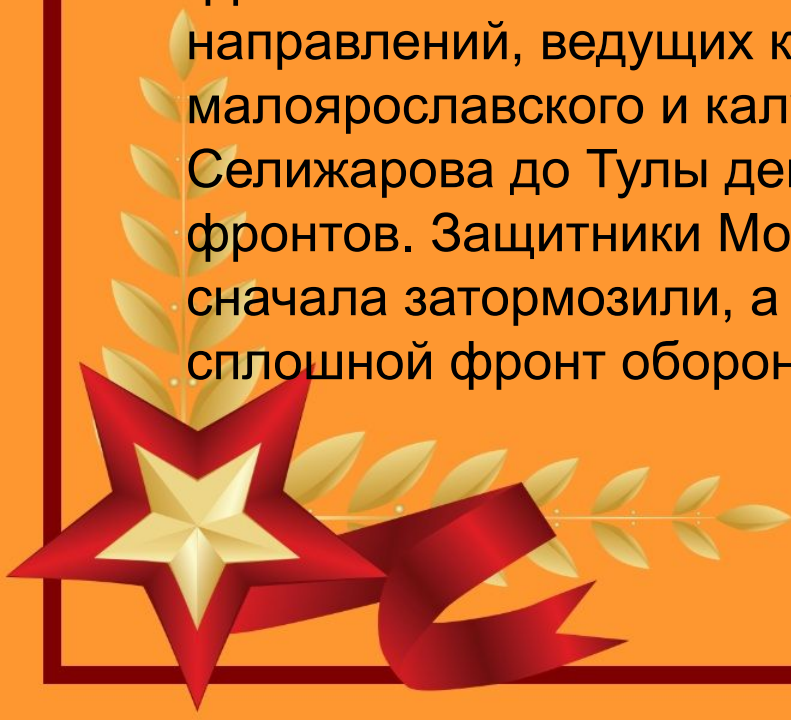 направлений, ведущих к
малоярославского и кал
Селижарова до Тулы де
фронтов. Защитники Мо
сначала затормозили, а
сплошной фронт оборон